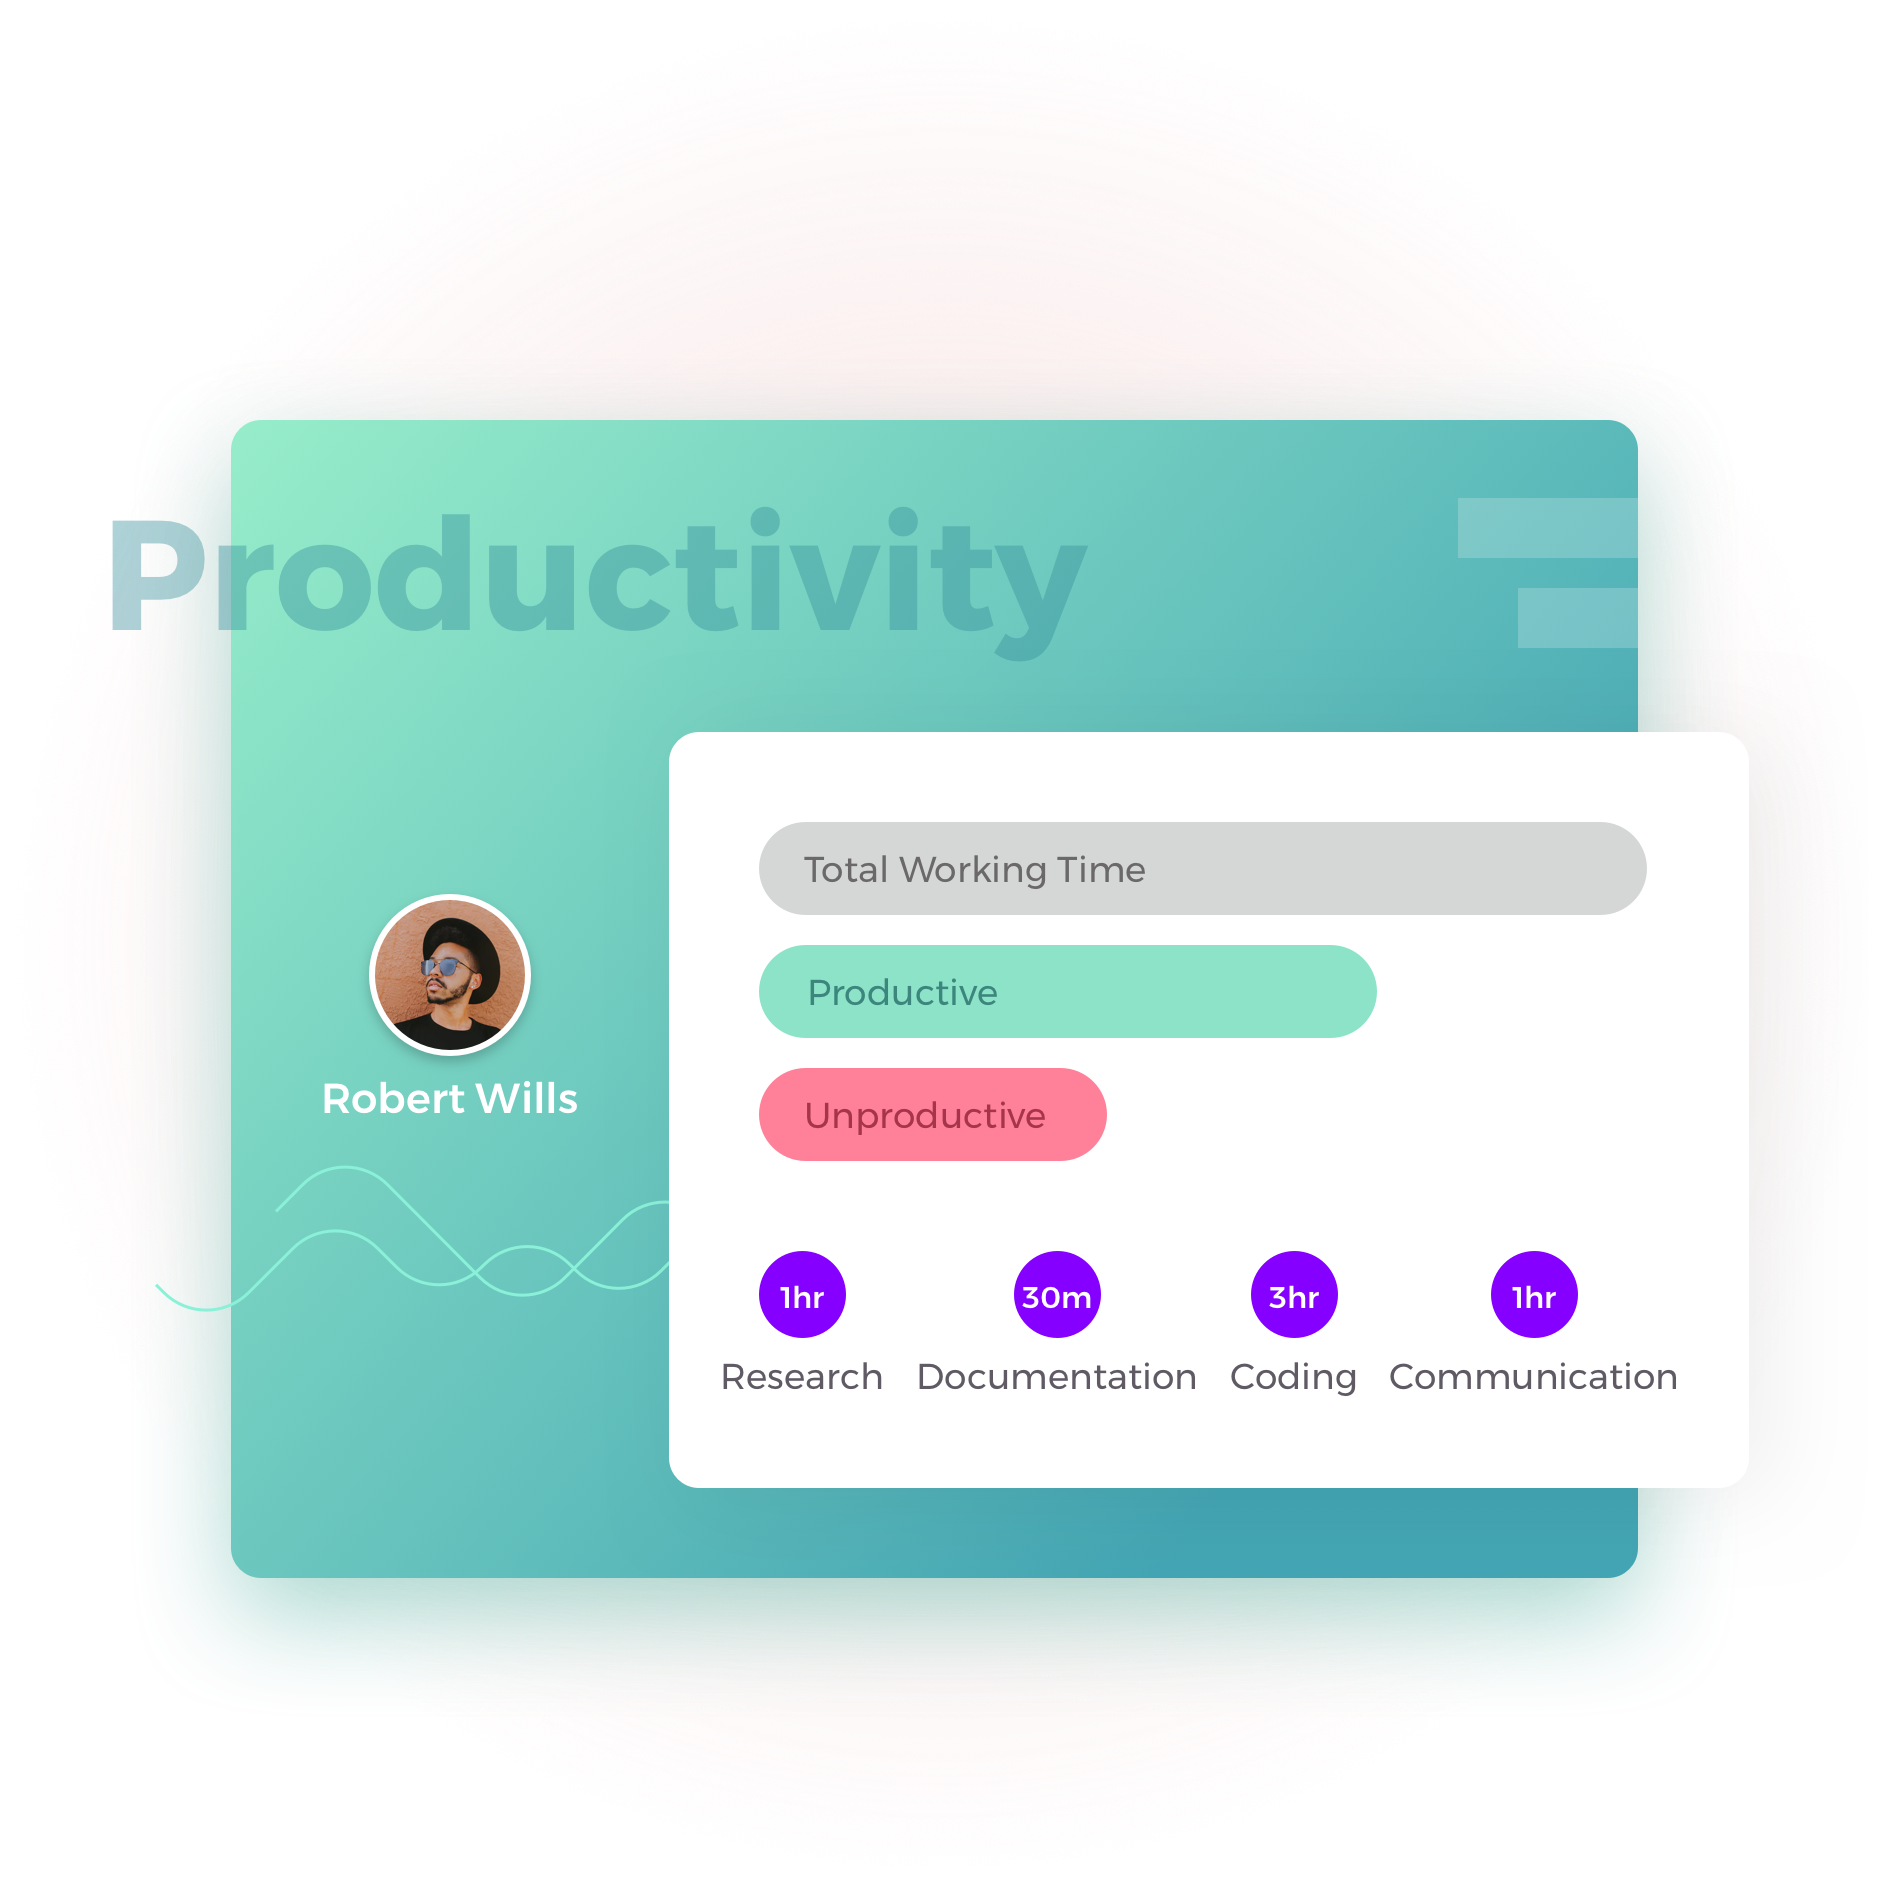 Productivity
Robert Wills
Total Working Time
Productive
Unproductive
1hr 30m 3hr 1hr
Research Documentation Coding Communication